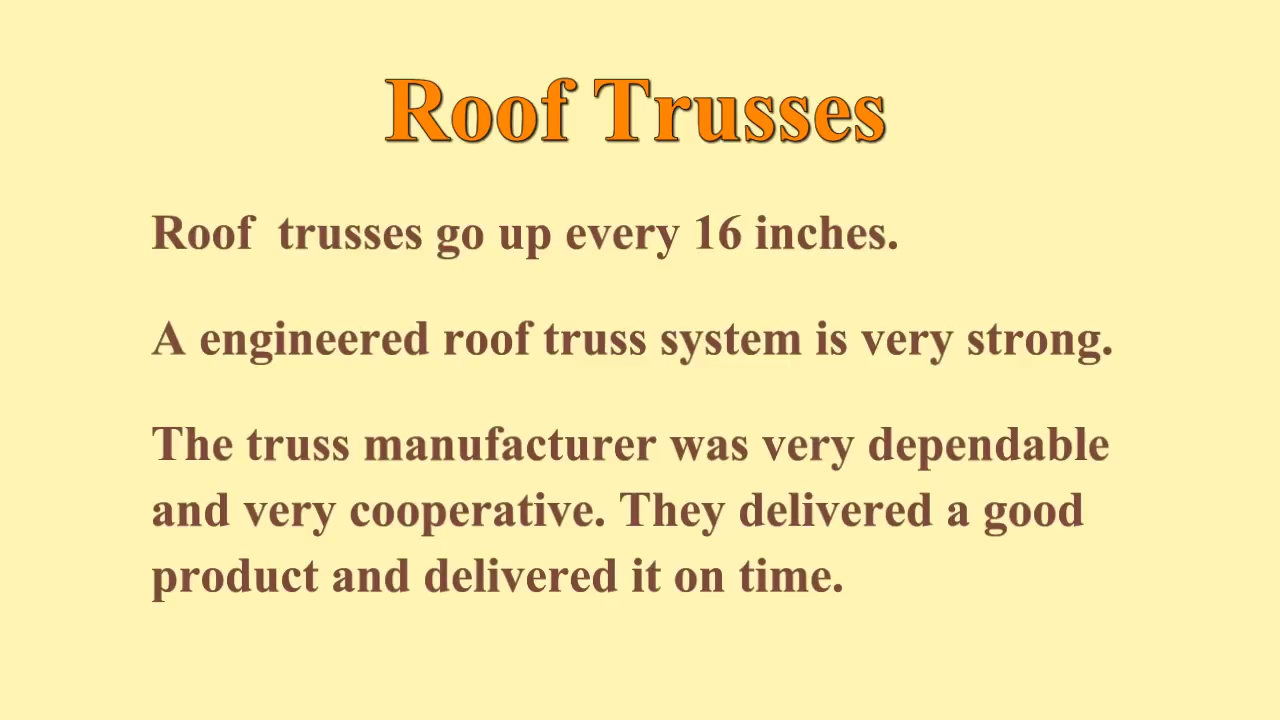 Roof Trusses
Roof  trusses go up every 16 inches.
A engineered roof truss system is very strong.
The truss manufacturer was very dependable
and very cooperative. They delivered a good
product and delivered it on time.